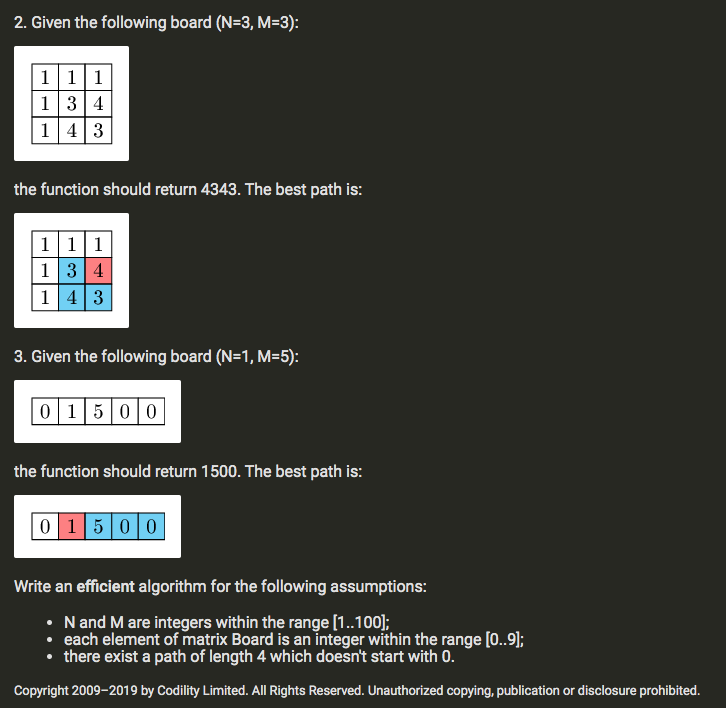 2. Given the following board (N=3, M=3):
1 1 1
1 3 4
1 4 3
the function should return 4343. The best path is:
1 1 1
1 3 4
1 4 3
3. Given the following board (N=1, M=5):
0 1 5 0 0
the function should return 1500. The best path is:
0 1 5 0 0
Write an efficient algorithm for the following assumptions:
• N and M are integers within the range [1..100];
• each element of matrix Board is an integer within the range [0..9];
• there exist a path of length 4 which doesn't start with 0.
Copyright 2009–2019 by Codility Limited. All Rights Reserved. Unauthorized copying, publication or disclosure prohibited.